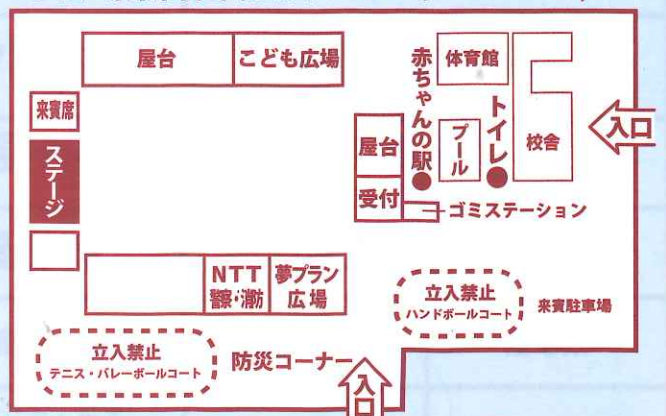 屋台
こども広場
赤ちゃんの駅
体育館
トイレ
校舎
入口
プール
来賓席
ステージ
屋台
受付
ゴミステーション
NTT
警察・消防
夢プラン
広場
立入禁止
ハンドボールコート
来賓駐車場
立入禁止
テニス・バレーボールコート
防災コーナー
入口